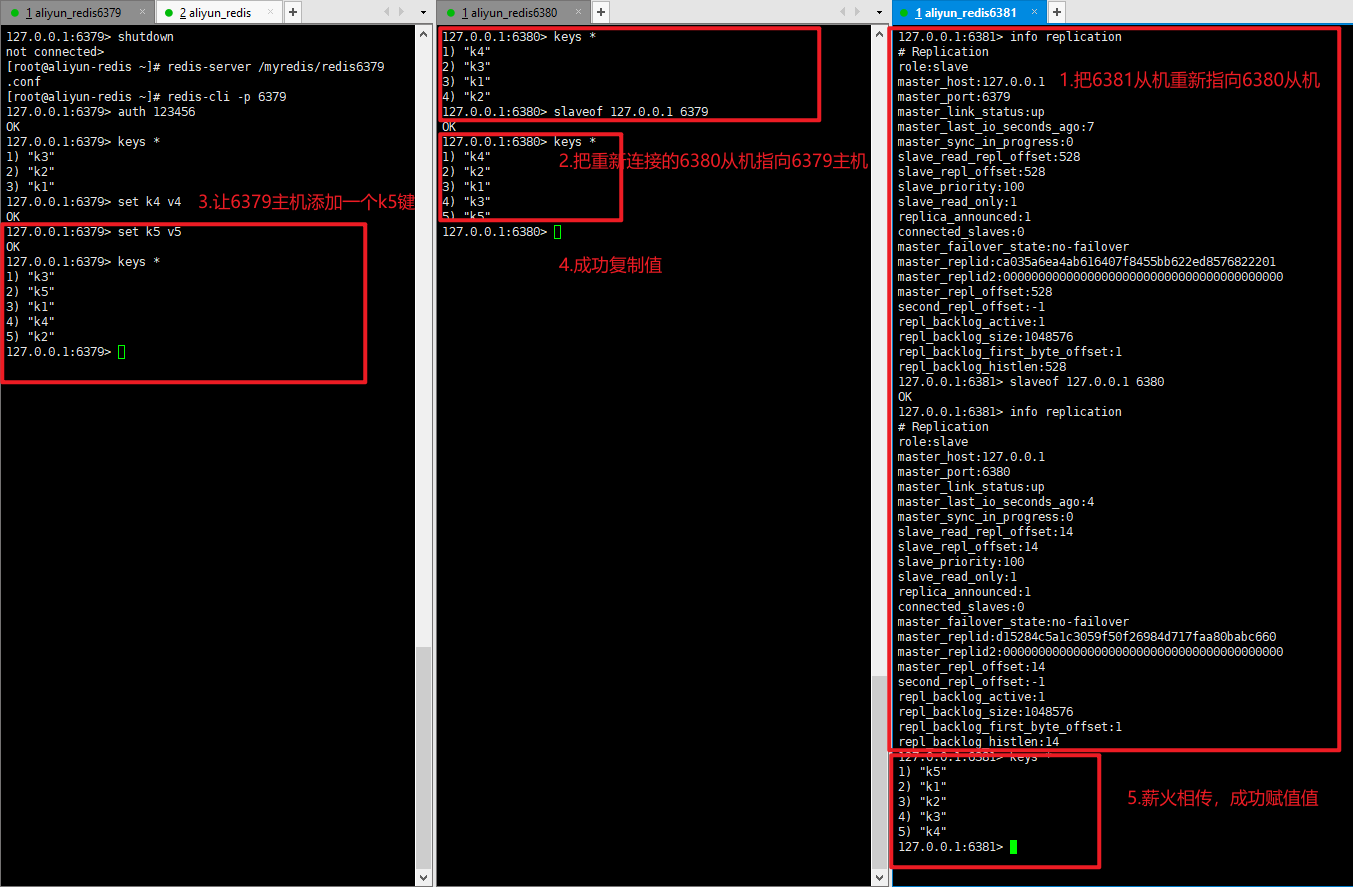 1 aliyun_redis6379
2 aliyun_redis
127.0.0.1:6379> shutdown
not connected>
[root@aliyun-redis ~]# redis-server /myredis/redis6379
.conf
[root@aliyun-redis ~]# redis-cli -p 6379
127.0.0.1:6379> auth 123456
OK
127.0.0.1:6379> keys *
1) "k3"
2) "k2"
3) "k1"
127.0.0.1:6379> set k4 v4
3.让6379主机添加一个k5键
OK
127.0.0.1:6379> set k5 v5
OK
127.0.0.1:6379> keys *
1) "k3"
2) "k5"
3) "k1"
4) "k4"
5) "k2"
127.0.0.1:6379>
1 aliyun_redis6380
127.0.0.1:6380> keys *
1) "k4"
2) "k3"
3) "k1"
4) "k2"
127.0.0.1:6380> slaveof 127.0.0.1 6379
OK
127.0.0.1:6380> keys *
1) "k4"
2.把重新连接的6380从机指向6379主机
2) "k2"
3) "k1"
4) "k3"
5) "k5"
127.0.0.1:6380>
4.成功复制值
1 aliyun_redis6381
127.0.0.1:6381> info replication
# Replication
role:slave
master_host:127.0.0.1
1.把6381从机重新指向6380从机
master_port:6379
master_link_status:up
master_last_io_seconds_ago:7
master_sync_in_progress:0
slave_read_repl_offset:528
slave_repl_offset:528
slave_priority:100
slave_read_only:1
replica_announced:1
connected_slaves:0
master_failover_state:no-failover
master_replid:ca035a6ea4ab616407f8455bb622ed8576822201
master_replid2:0000000000000000000000000000000000000000
master_repl_offset:528
second_repl_offset:-1
repl_backlog_active:1
repl_backlog_size:1048576
repl_backlog_first_byte_offset:1
repl_backlog_histlen:528
127.0.0.1:6381> slaveof 127.0.0.1 6380
OK
127.0.0.1:6381> info replication
# Replication
role:slave
master_host:127.0.0.1
master_port:6380
master_link_status:up
master_last_io_seconds_ago:4
master_sync_in_progress:0
slave_read_repl_offset:14
slave_repl_offset:14
slave_priority:100
slave_read_only:1
replica_announced:1
connected_slaves:0
master_failover_state:no-failover
master_replid:d15284c5a1c3059f50f26984d717faa80babc660
master_replid2:0000000000000000000000000000000000000000
master_repl_offset:14
second_repl_offset:-1
repl_backlog_active:1
repl_backlog_size:1048576
repl_backlog_first_byte_offset:1
repl_backlog_histlen:14
127.0.0.1:6381> keys *
1) "k5"
2) "k1"
3) "k2"
5.薪火相传，成功赋值值
4) "k3"
5) "k4"
127.0.0.1:6381>